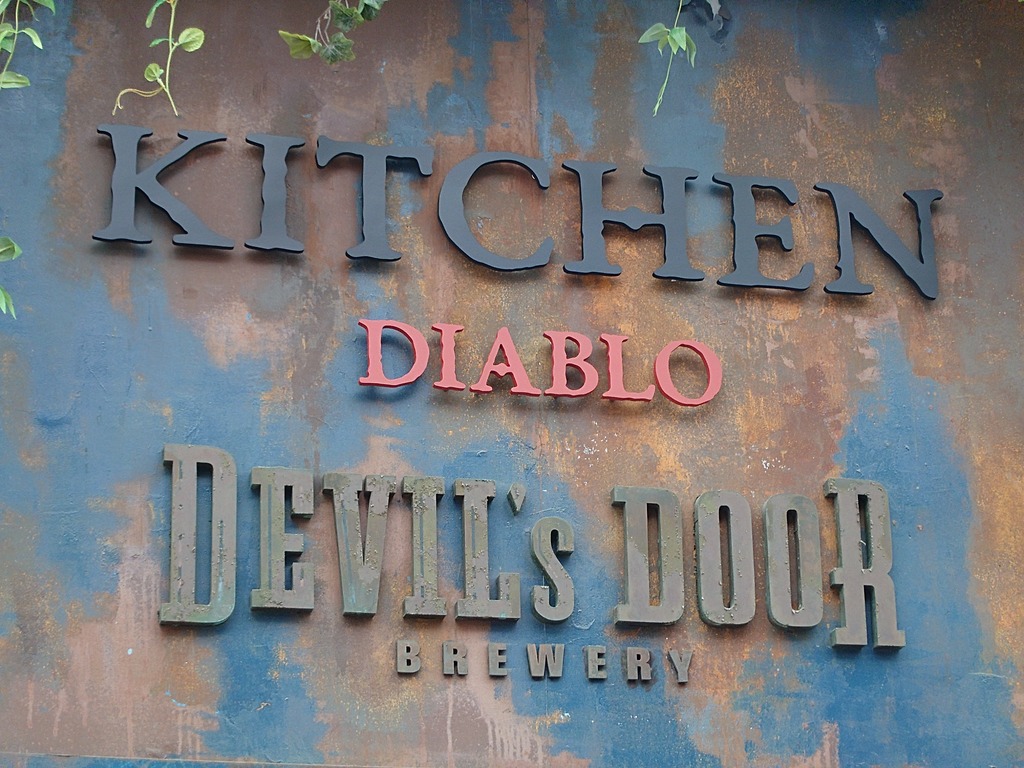 KITCHEN
DIABLO
DEVIL's DOOR
BREWERY